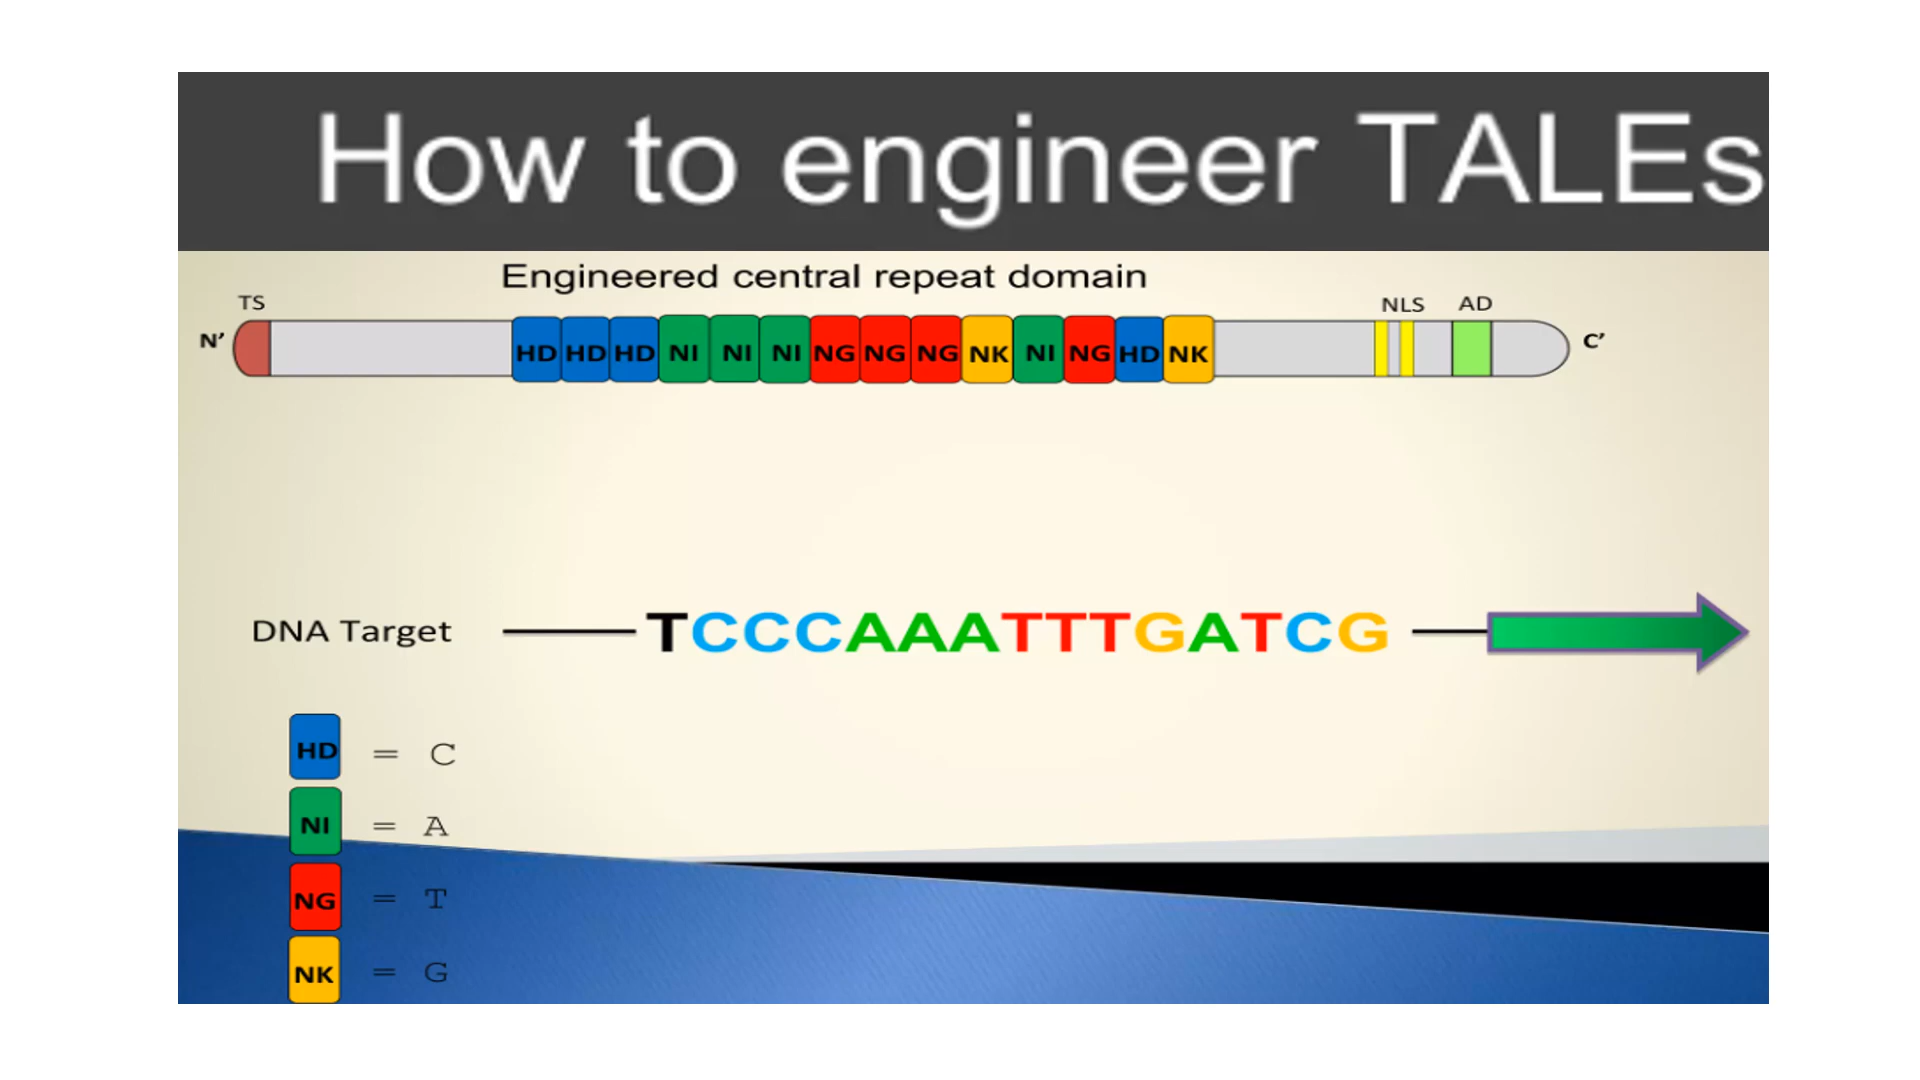 How to engineer TALEs
Engineered central repeat domain
TS
NLS AD
N’ HD HD HD NI NI NI NG NG NG NK NI NG HD NK C’
DNA Target TCCCAAATTTGATCG
HD = C
NI = A
NG = T
NK = G